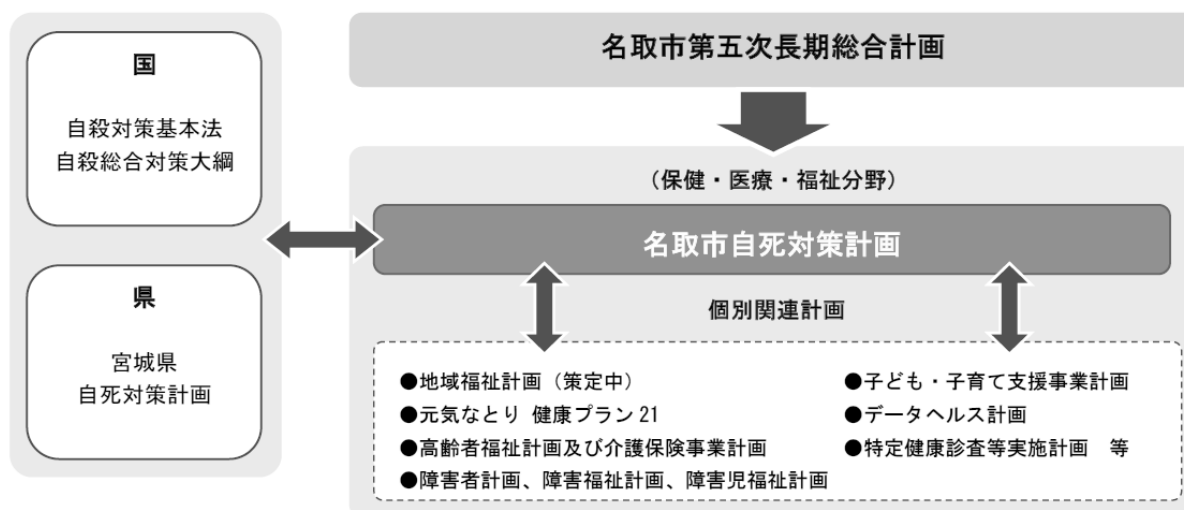 国
自殺対策基本法
自殺総合対策大綱
県
宮城県
自死対策計画
名取市第五次長期総合計画
(保健・医療・福祉分野)
名取市自死対策計画
個別関連計画
●地域福祉計画（策定中）
●元気なとり 健康プラン 21
●高齢者福祉計画及び介護保険事業計画
●障害者計画、障害福祉計画、障害児福祉計画
●子ども・子育て支援事業計画
●データヘルス計画
●特定健康診査等実施計画　等